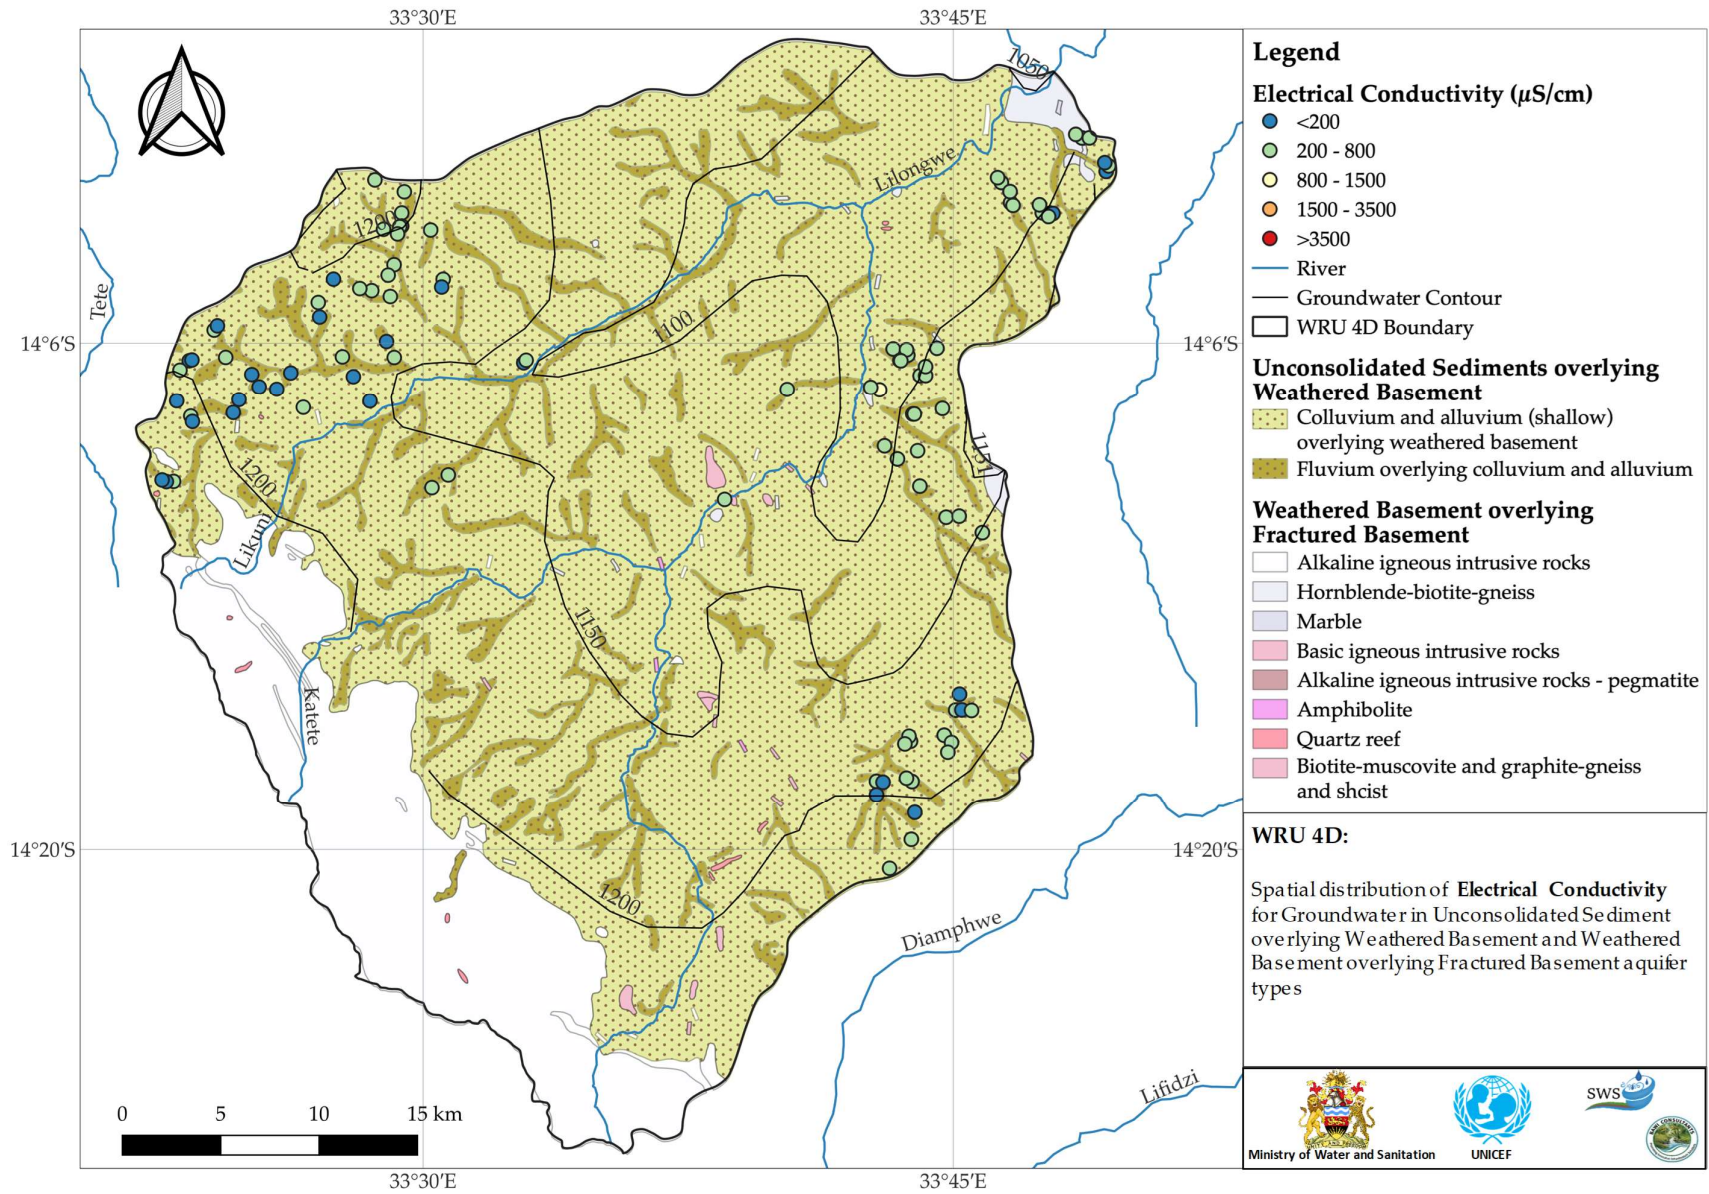 33°30'E
33°45'E
1050
Lilongwe
1200
Tete
1100
14°6'S
14°6'S
1151
1200
Likuni
1150
Katete
14°20'S
14°20'S
1200
Diamphwe
Lifidzi
0 5 10 15 km
33°30'E
33°45'E
Legend
Electrical Conductivity (µS/cm)
<200
200 - 800
800 - 1500
1500 - 3500
>3500
River
Groundwater Contour
WRU 4D Boundary
Unconsolidated Sediments overlying
Weathered Basement
Colluvium and alluvium (shallow)
overlying weathered basement
Fluvium overlying colluvium and alluvium
Weathered Basement overlying
Fractured Basement
Alkaline igneous intrusive rocks
Hornblende-biotite-gneiss
Marble
Basic igneous intrusive rocks
Alkaline igneous intrusive rocks - pegmatite
Amphibolite
Quartz reef
Biotite-muscovite and graphite-gneiss
and shcist
WRU 4D:
Spatial distribution of Electrical Conductivity
for Groundwater in Unconsolidated Sediment
overlying Weathered Basement and Weathered
Basement overlying Fractured Basement aquifer
types
Ministry of Water and Sanitation
UNICEF
SWS